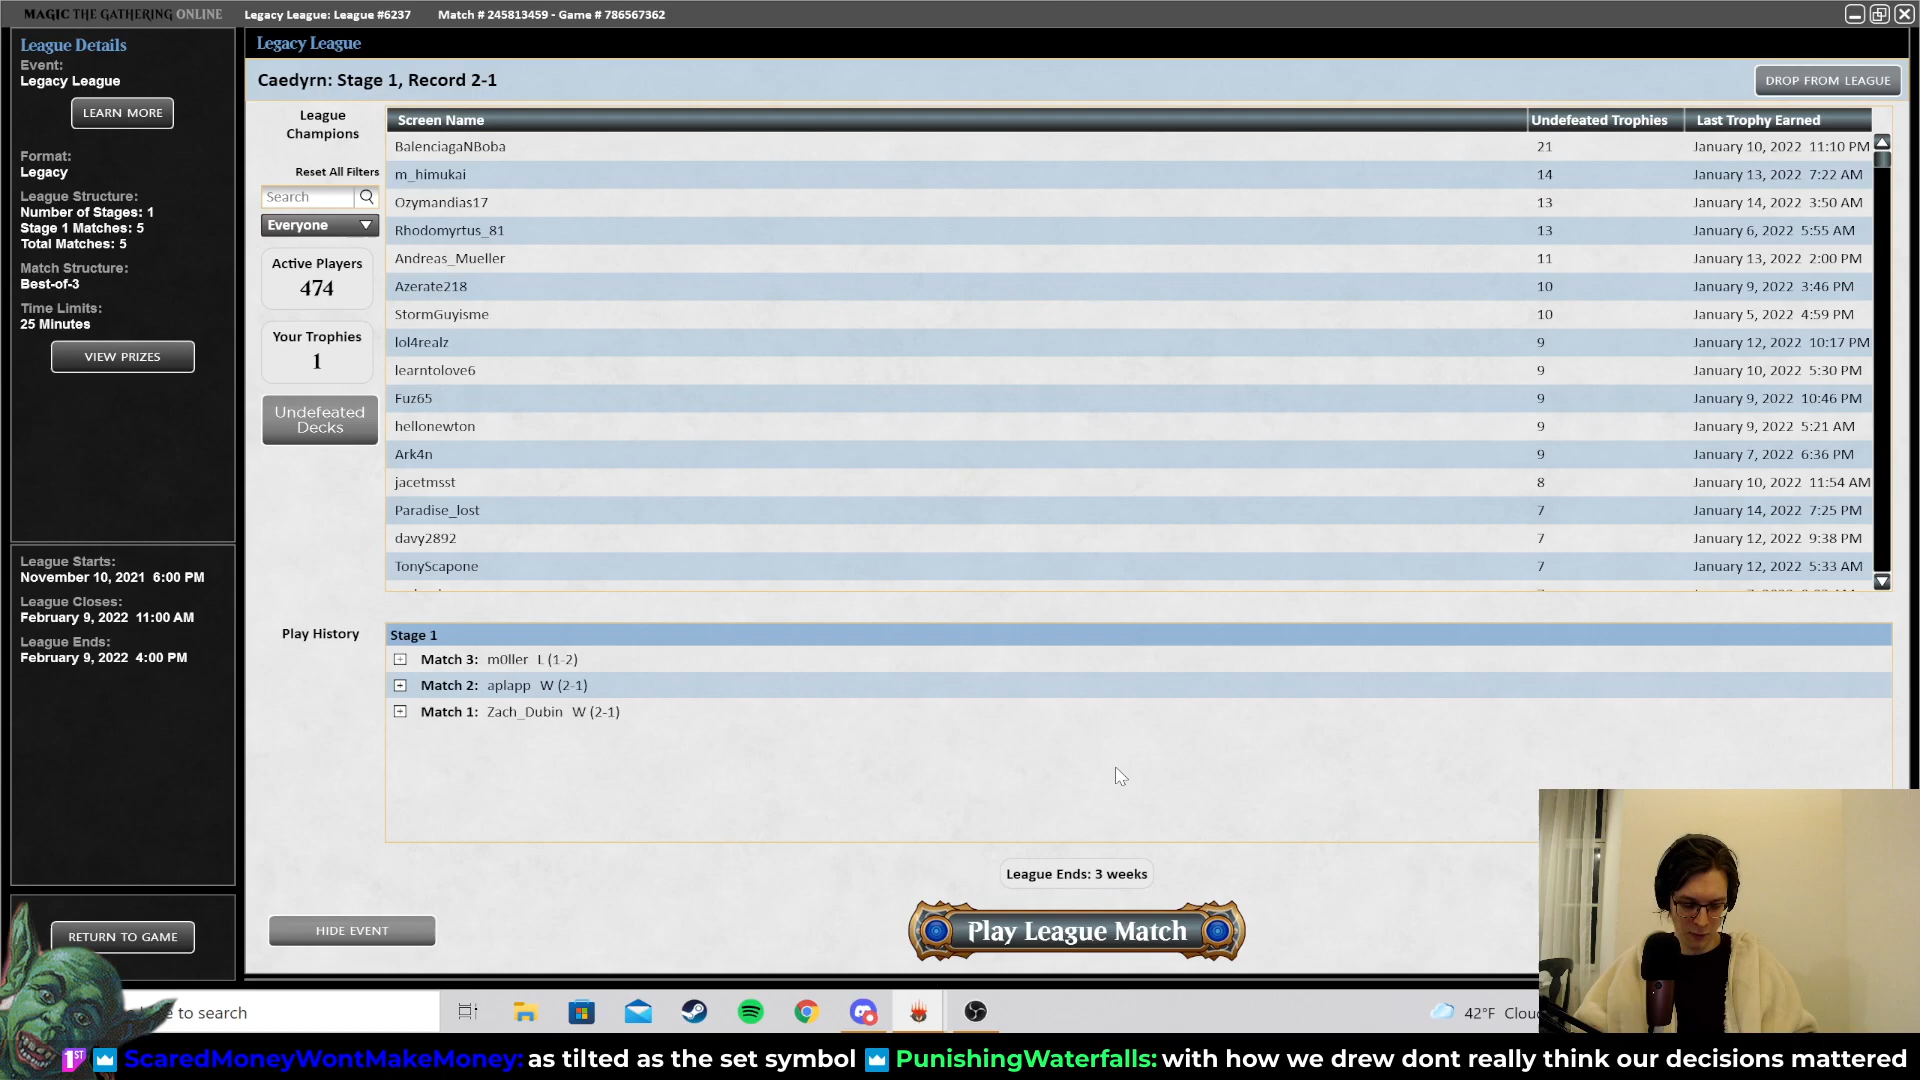 MAGIC THE GATHERING ONLINE
Legacy League: League #6237
Match # 245813459 - Game # 786567362
League Details
Event:
Legacy League
LEARN MORE
Format:
Legacy
League Structure:
Number of Stages: 1
Stage 1 Matches: 5
Total Matches: 5
Match Structure:
Best-of-3
Time Limits:
25 Minutes
VIEW PRIZES
League Starts:
November 10, 2021 6:00 PM
League Closes:
February 9, 2022 11:00 AM
League Ends:
February 9, 2022 4:00 PM
RETURN TO GAME
Legacy League
Caedyrn: Stage 1, Record 2-1
DROP FROM LEAGUE
League
Champions
Reset All Filters
Search
Everyone
Active Players
474
Your Trophies
1
Undefeated
Decks
Screen Name Undefeated Trophies Last Trophy Earned
BalenciagaNBoba 21 January 10, 2022 11:10 PM
m_himukai 14 January 13, 2022 7:22 AM
Ozymandias17 13 January 14, 2022 3:50 AM
Rhodomyrtus_81 13 January 6, 2022 5:55 AM
Andreas_Mueller 11 January 13, 2022 2:00 PM
Azerate218 10 January 9, 2022 3:46 PM
StormGuyisme 10 January 5, 2022 4:59 PM
lol4realz 9 January 12, 2022 10:17 PM
learntolove6 9 January 10, 2022 5:30 PM
Fuz65 9 January 9, 2022 10:46 PM
hellonewton 9 January 9, 2022 5:21 AM
Ark4n 9 January 7, 2022 6:36 PM
jacetmsst 8 January 10, 2022 11:54 AM
Paradise_lost 7 January 14, 2022 7:25 PM
davy2892 7 January 12, 2022 9:38 PM
TonyScapone 7 January 12, 2022 5:33 AM
Play History
Stage 1
Match 3: m0ller L (1-2)
Match 2: aplapp W (2-1)
Match 1: Zach_Dubin W (2-1)
League Ends: 3 weeks
HIDE EVENT
Play League Match
to search
42°F Clou
1ST ScaredMoneyWontMakeMoney: as tilted as the set symbol PunishingWaterfalls: with how we drew dont really think our decisions mattered